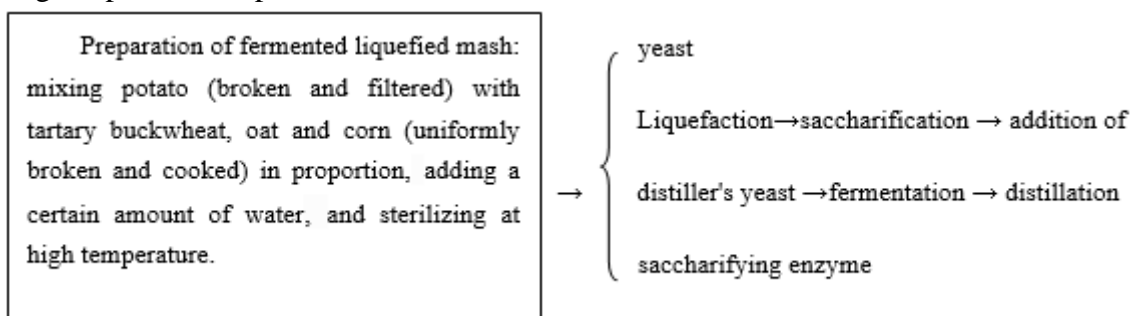 Preparation of fermented liquefied mash:
mixing potato (broken and filtered) with
tartary buckwheat, oat and corn (uniformly
broken and cooked) in proportion, adding a
certain amount of water, and sterilizing at
high temperature.
→
yeast
Liquefaction→saccharification → addition of
distiller's yeast →fermentation → distillation
saccharifying enzyme